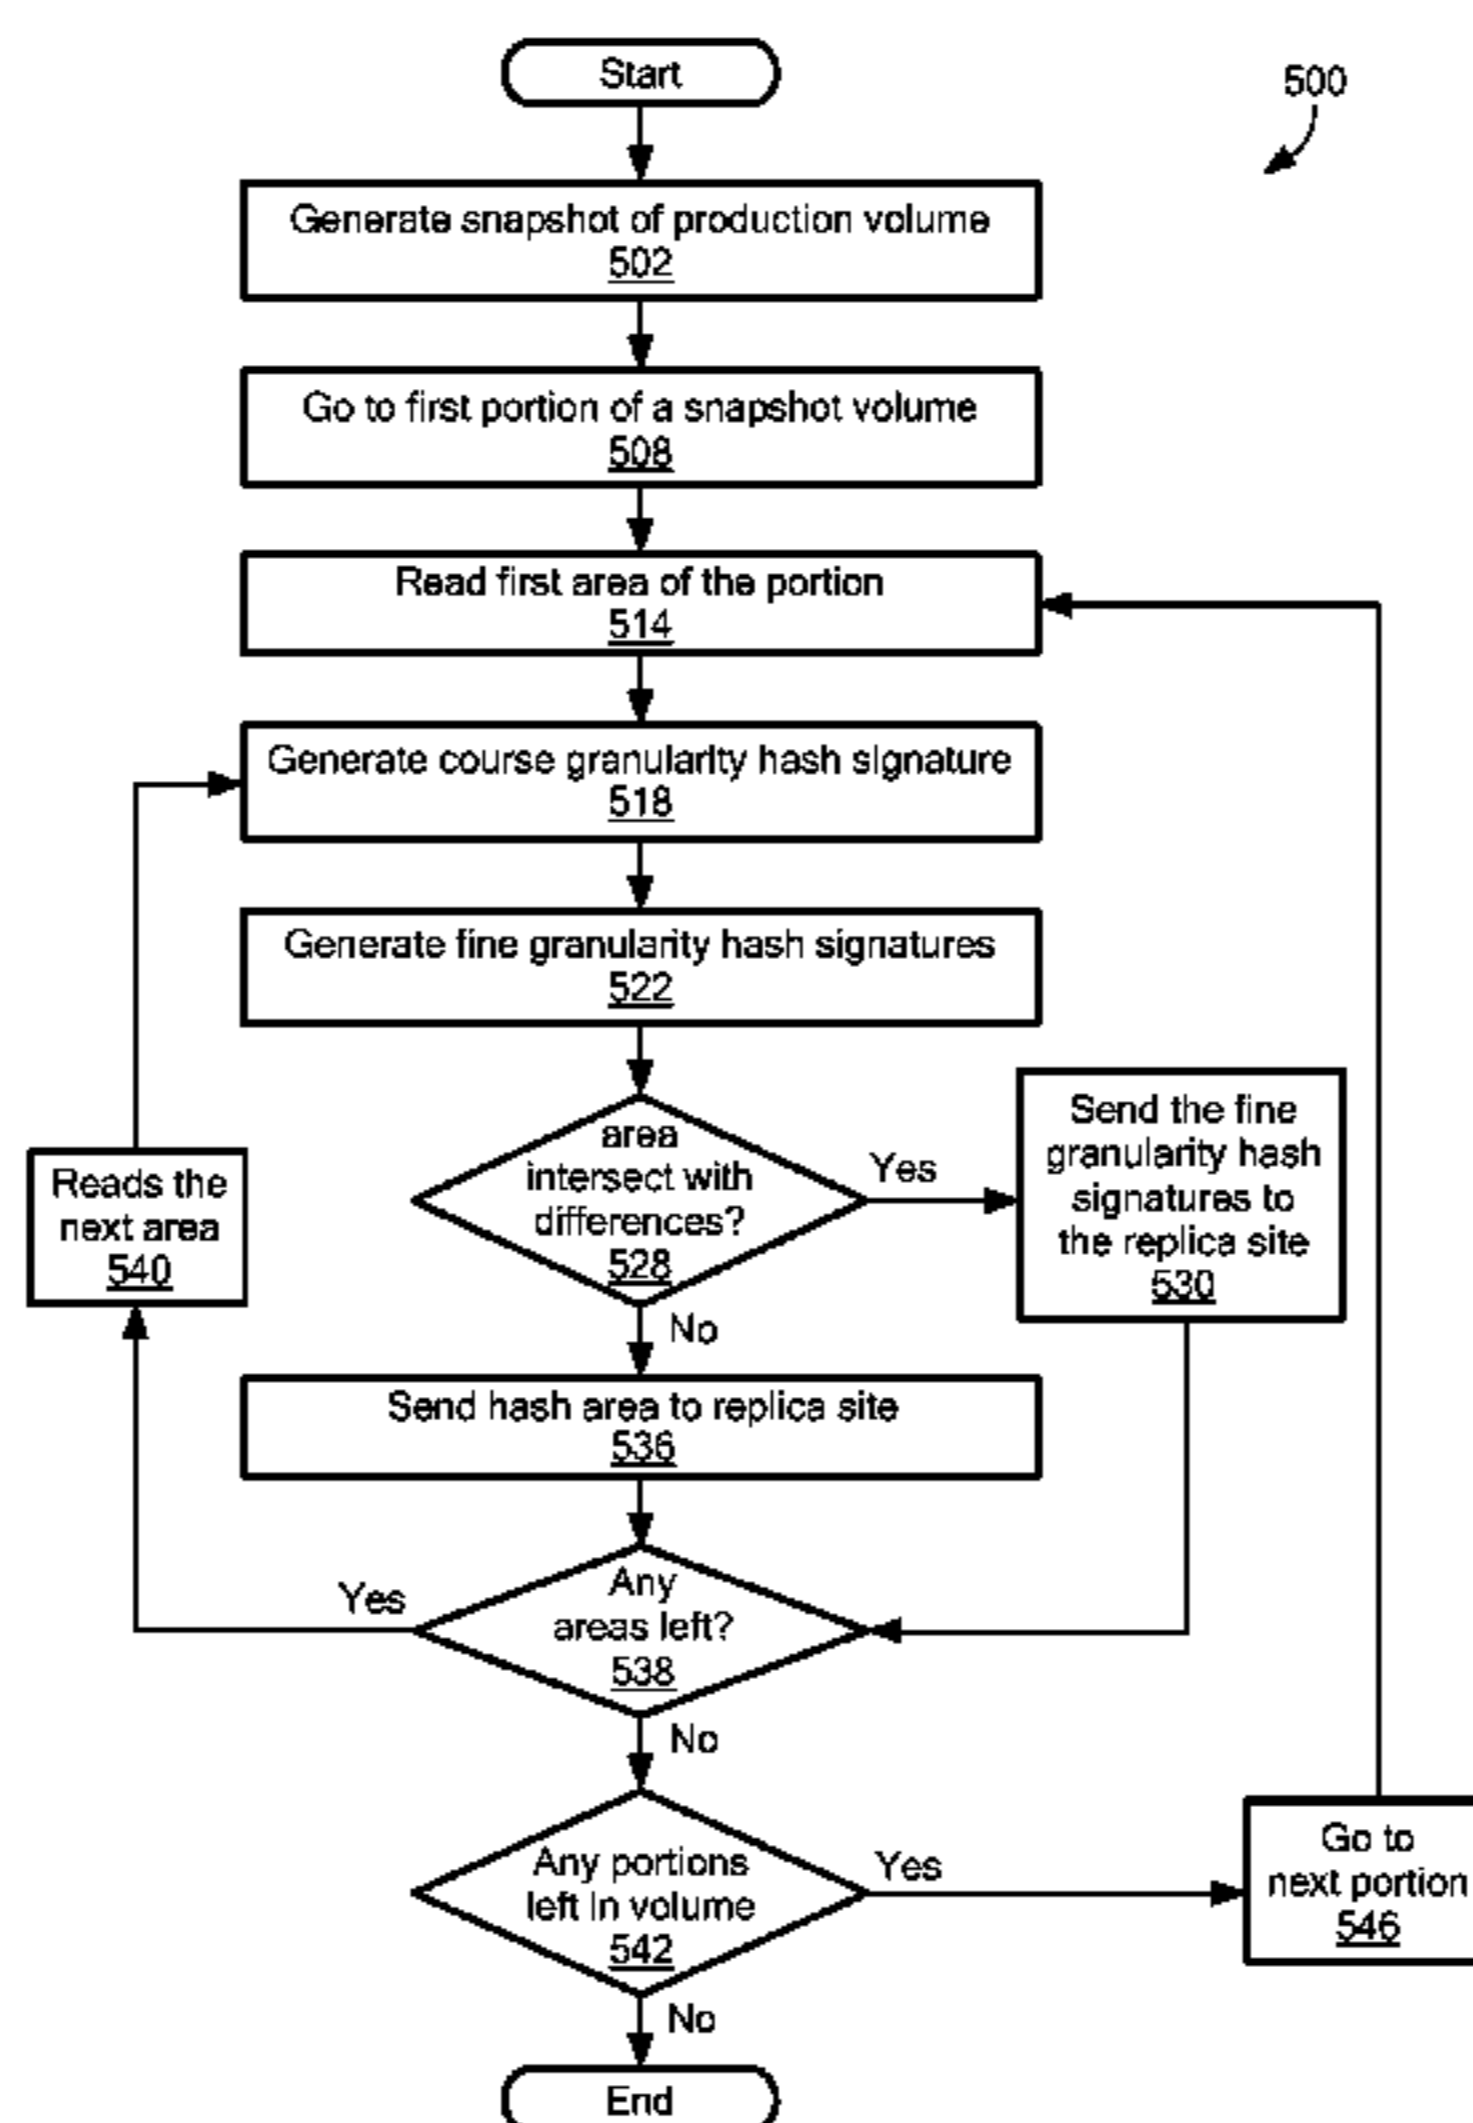 Start
500
Generate snapshot of production volume
502
Go to first portion of a snapshot volume
508
Read first area of the portion
514
Generate course granularity hash signature
518
Generate fine granularity hash signatures
522
area
intersect with
differences?
528
Yes
Send the fine
granularity hash
signatures to
the replica site
530
Reads the
next area
540
No
Send hash area to replica site
536
Any
areas left?
538
Yes
No
Any portions
left in volume
542
Yes
Go to
next portion
546
No
End